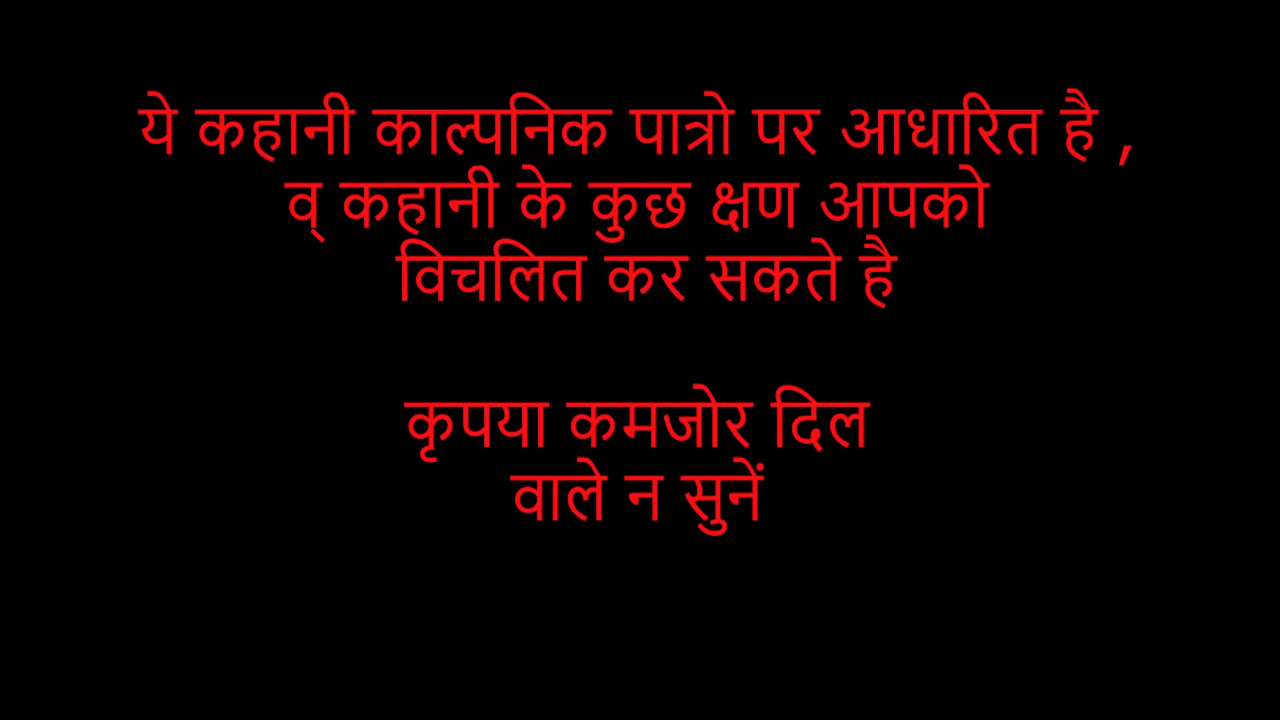 ये कहानी काल्पनिक पात्रो पर आधारित है ,
व् कहानी के कुछ क्षण आपको
विचलित कर सकते है
कृपया कमजोर दिल
वाले न सुनें